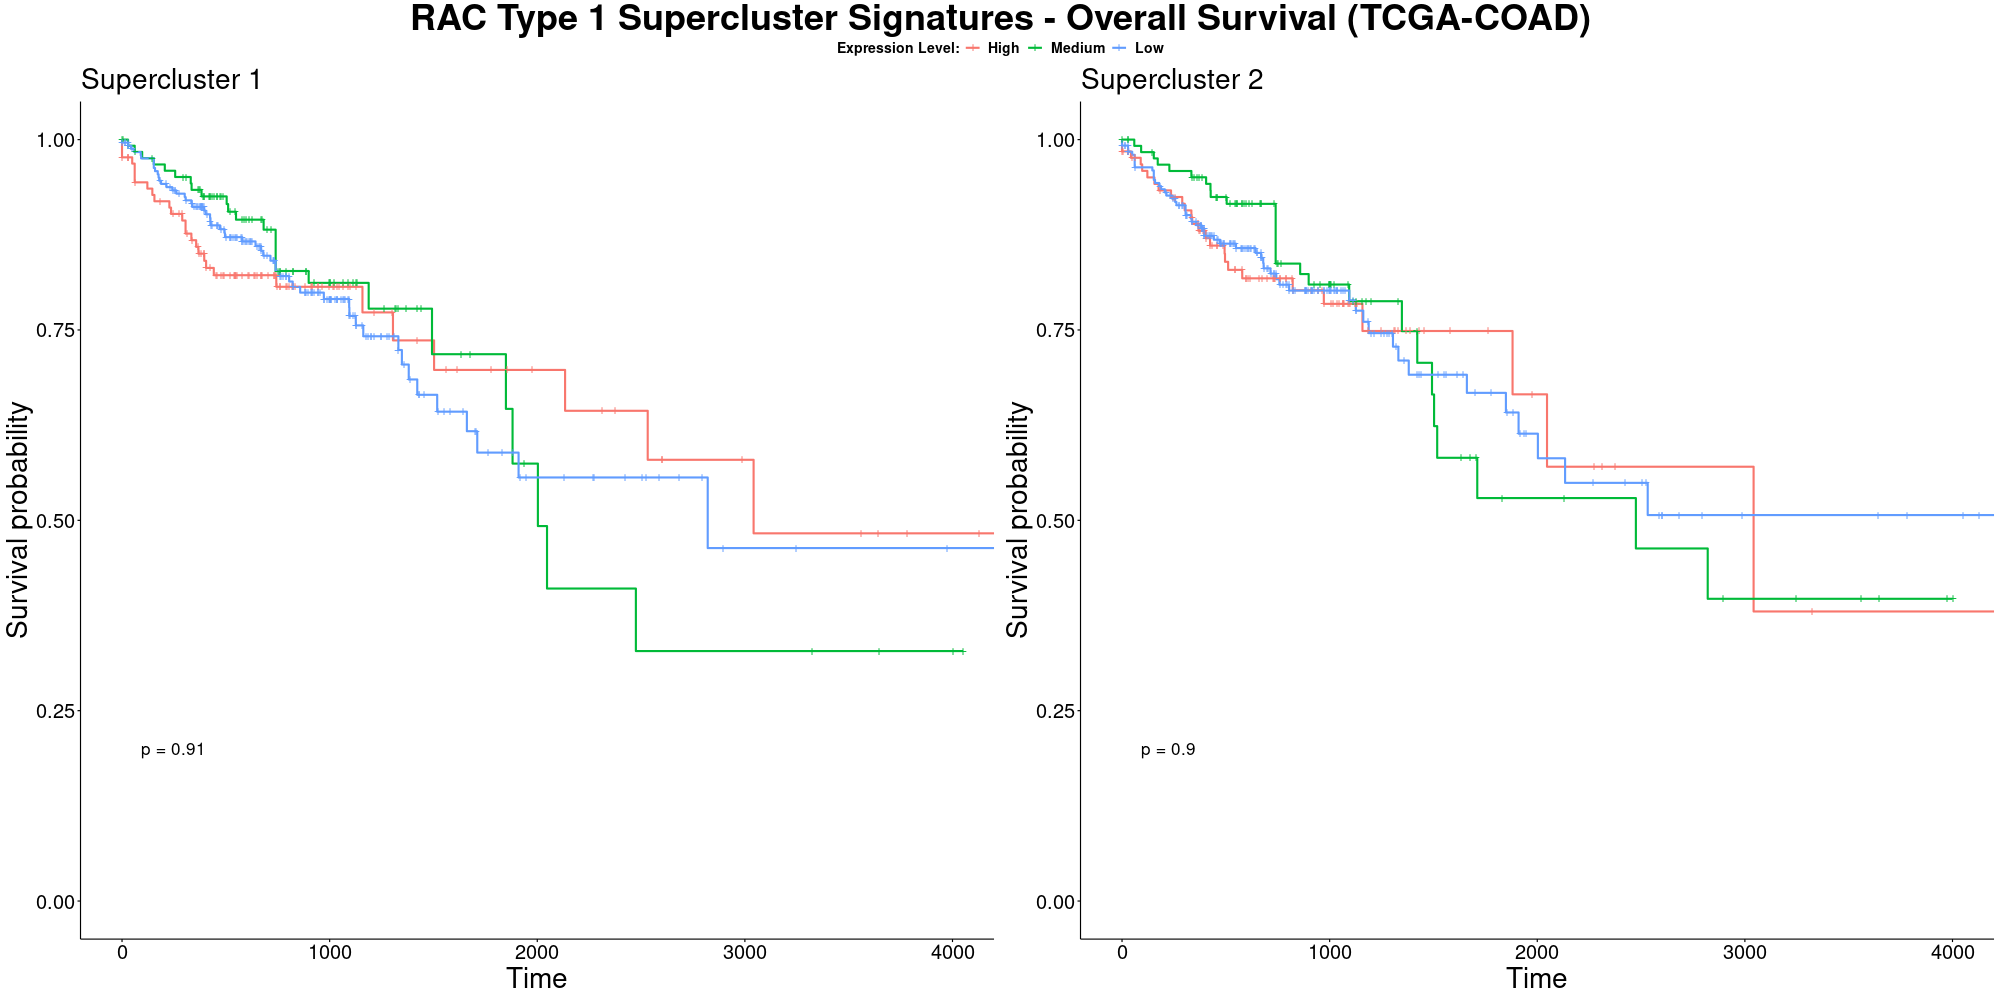 RAC Type 1 Supercluster Signatures - Overall Survival (TCGA-COAD)
Expression Level: High Medium Low
Supercluster 1
Survival probability
1.00
0.75
0.50
0.25
0.00
p = 0.91
0 1000 2000 3000 4000
Time
Supercluster 2
Survival probability
1.00
0.75
0.50
0.25
0.00
p = 0.9
0 1000 2000 3000 4000
Time